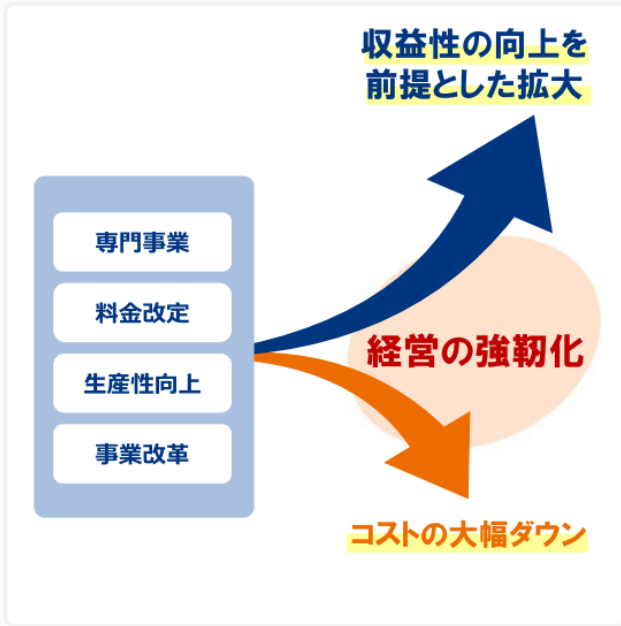 収益性の向上を
前提とした拡大
専門事業
料金改定
生産性向上
事業改革
経営の強靭化
コストの大幅ダウン